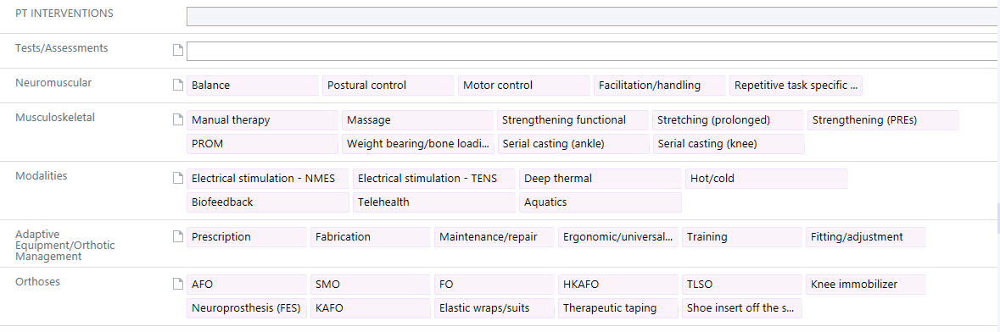 PT INTERVENTIONS
Tests/Assessments
Neuromuscular
Balance Postural control Motor control Facilitation/handling Repetitive task specific ...
Musculoskeletal
Manual therapy Massage Strengthening functional Stretching (prolonged) Strengthening (PREs)
PROM Weight bearing/bone loadi... Serial casting (ankle) Serial casting (knee)
Modalities
Electrical stimulation - NMES Electrical stimulation - TENS Deep thermal Hot/cold
Biofeedback Telehealth Aquatics
Adaptive
Equipment/Orthotic
Management
Prescription Fabrication Maintenance/repair Ergonomic/universal... Training Fitting/adjustment
Orthoses
AFO SMO FO HKAFO TLSO Knee immobilizer
Neuroprosthesis (FES) KAFO Elastic wraps/suits Therapeutic taping Shoe insert off the s...